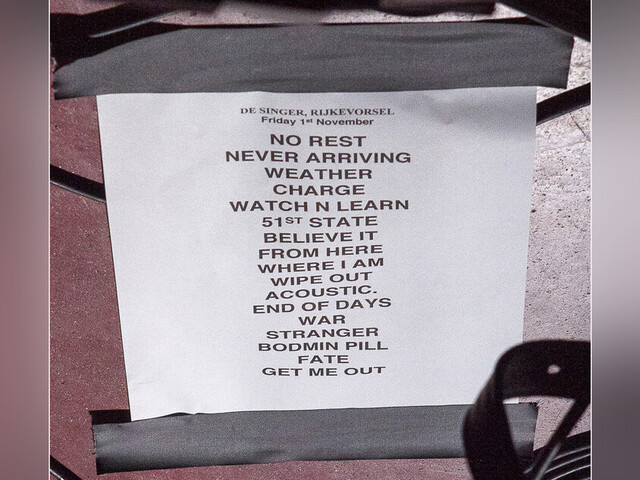 DE SINGER, RIJKEVORSEL
Friday 1st November
NO REST
NEVER ARRIVING
WEATHER
CHARGE
WATCH N LEARN
51ST STATE
BELIEVE IT
FROM HERE
WHERE I AM
WIPE OUT
ACOUSTIC.
END OF DAYS
WAR
STRANGER
BODMIN PILL
FATE
GET ME OUT